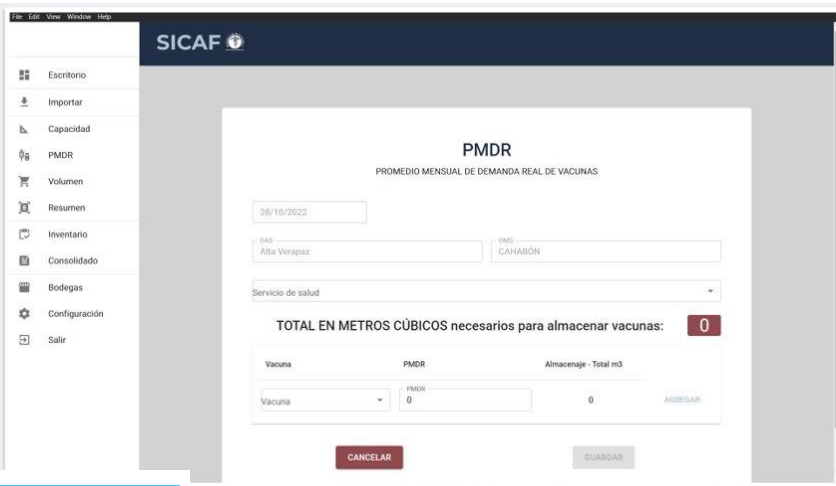 File Edit View Window Help
SICAF
Escritorio
Importar
Capacidad
PMDR
Volumen
Resumen
Inventario
Consolidado
Bodegas
Configuración
Salir
PMDR
PROMEDIO MENSUAL DE DEMANDA REAL DE VACUNAS
28/10/2022
DAS
Alta Verapaz
DMS
CAHABÓN
Servicio de salud
TOTAL EN METROS CÚBICOS necesarios para almacenar vacunas: 0
Vacuna PMDR Almacenaje - Total m3
Vacuna
PMDR
0
0
AGREGAR
CANCELAR
GUARDAR